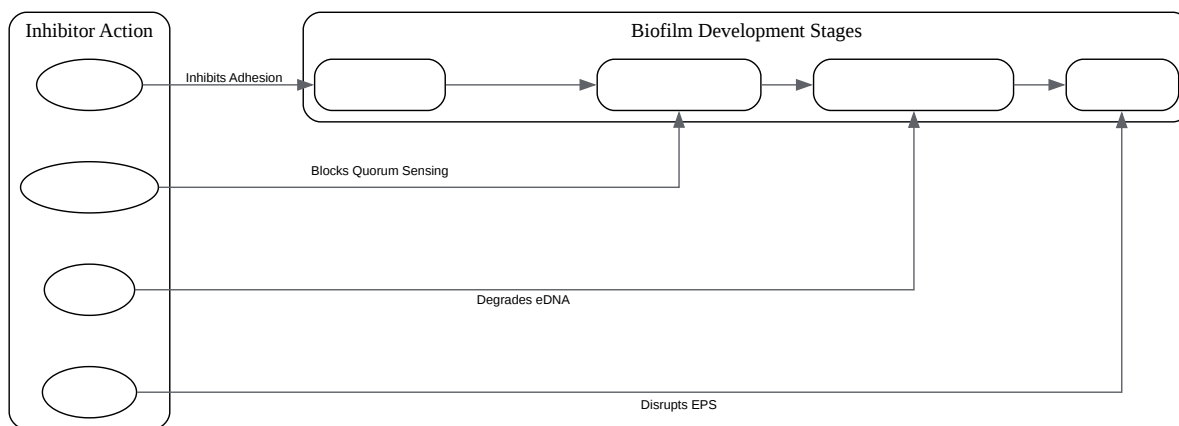 Inhibitor Action
Biofilm Development Stages
Inhibits Adhesion
Blocks Quorum Sensing
Degrades eDNA
Disrupts EPS